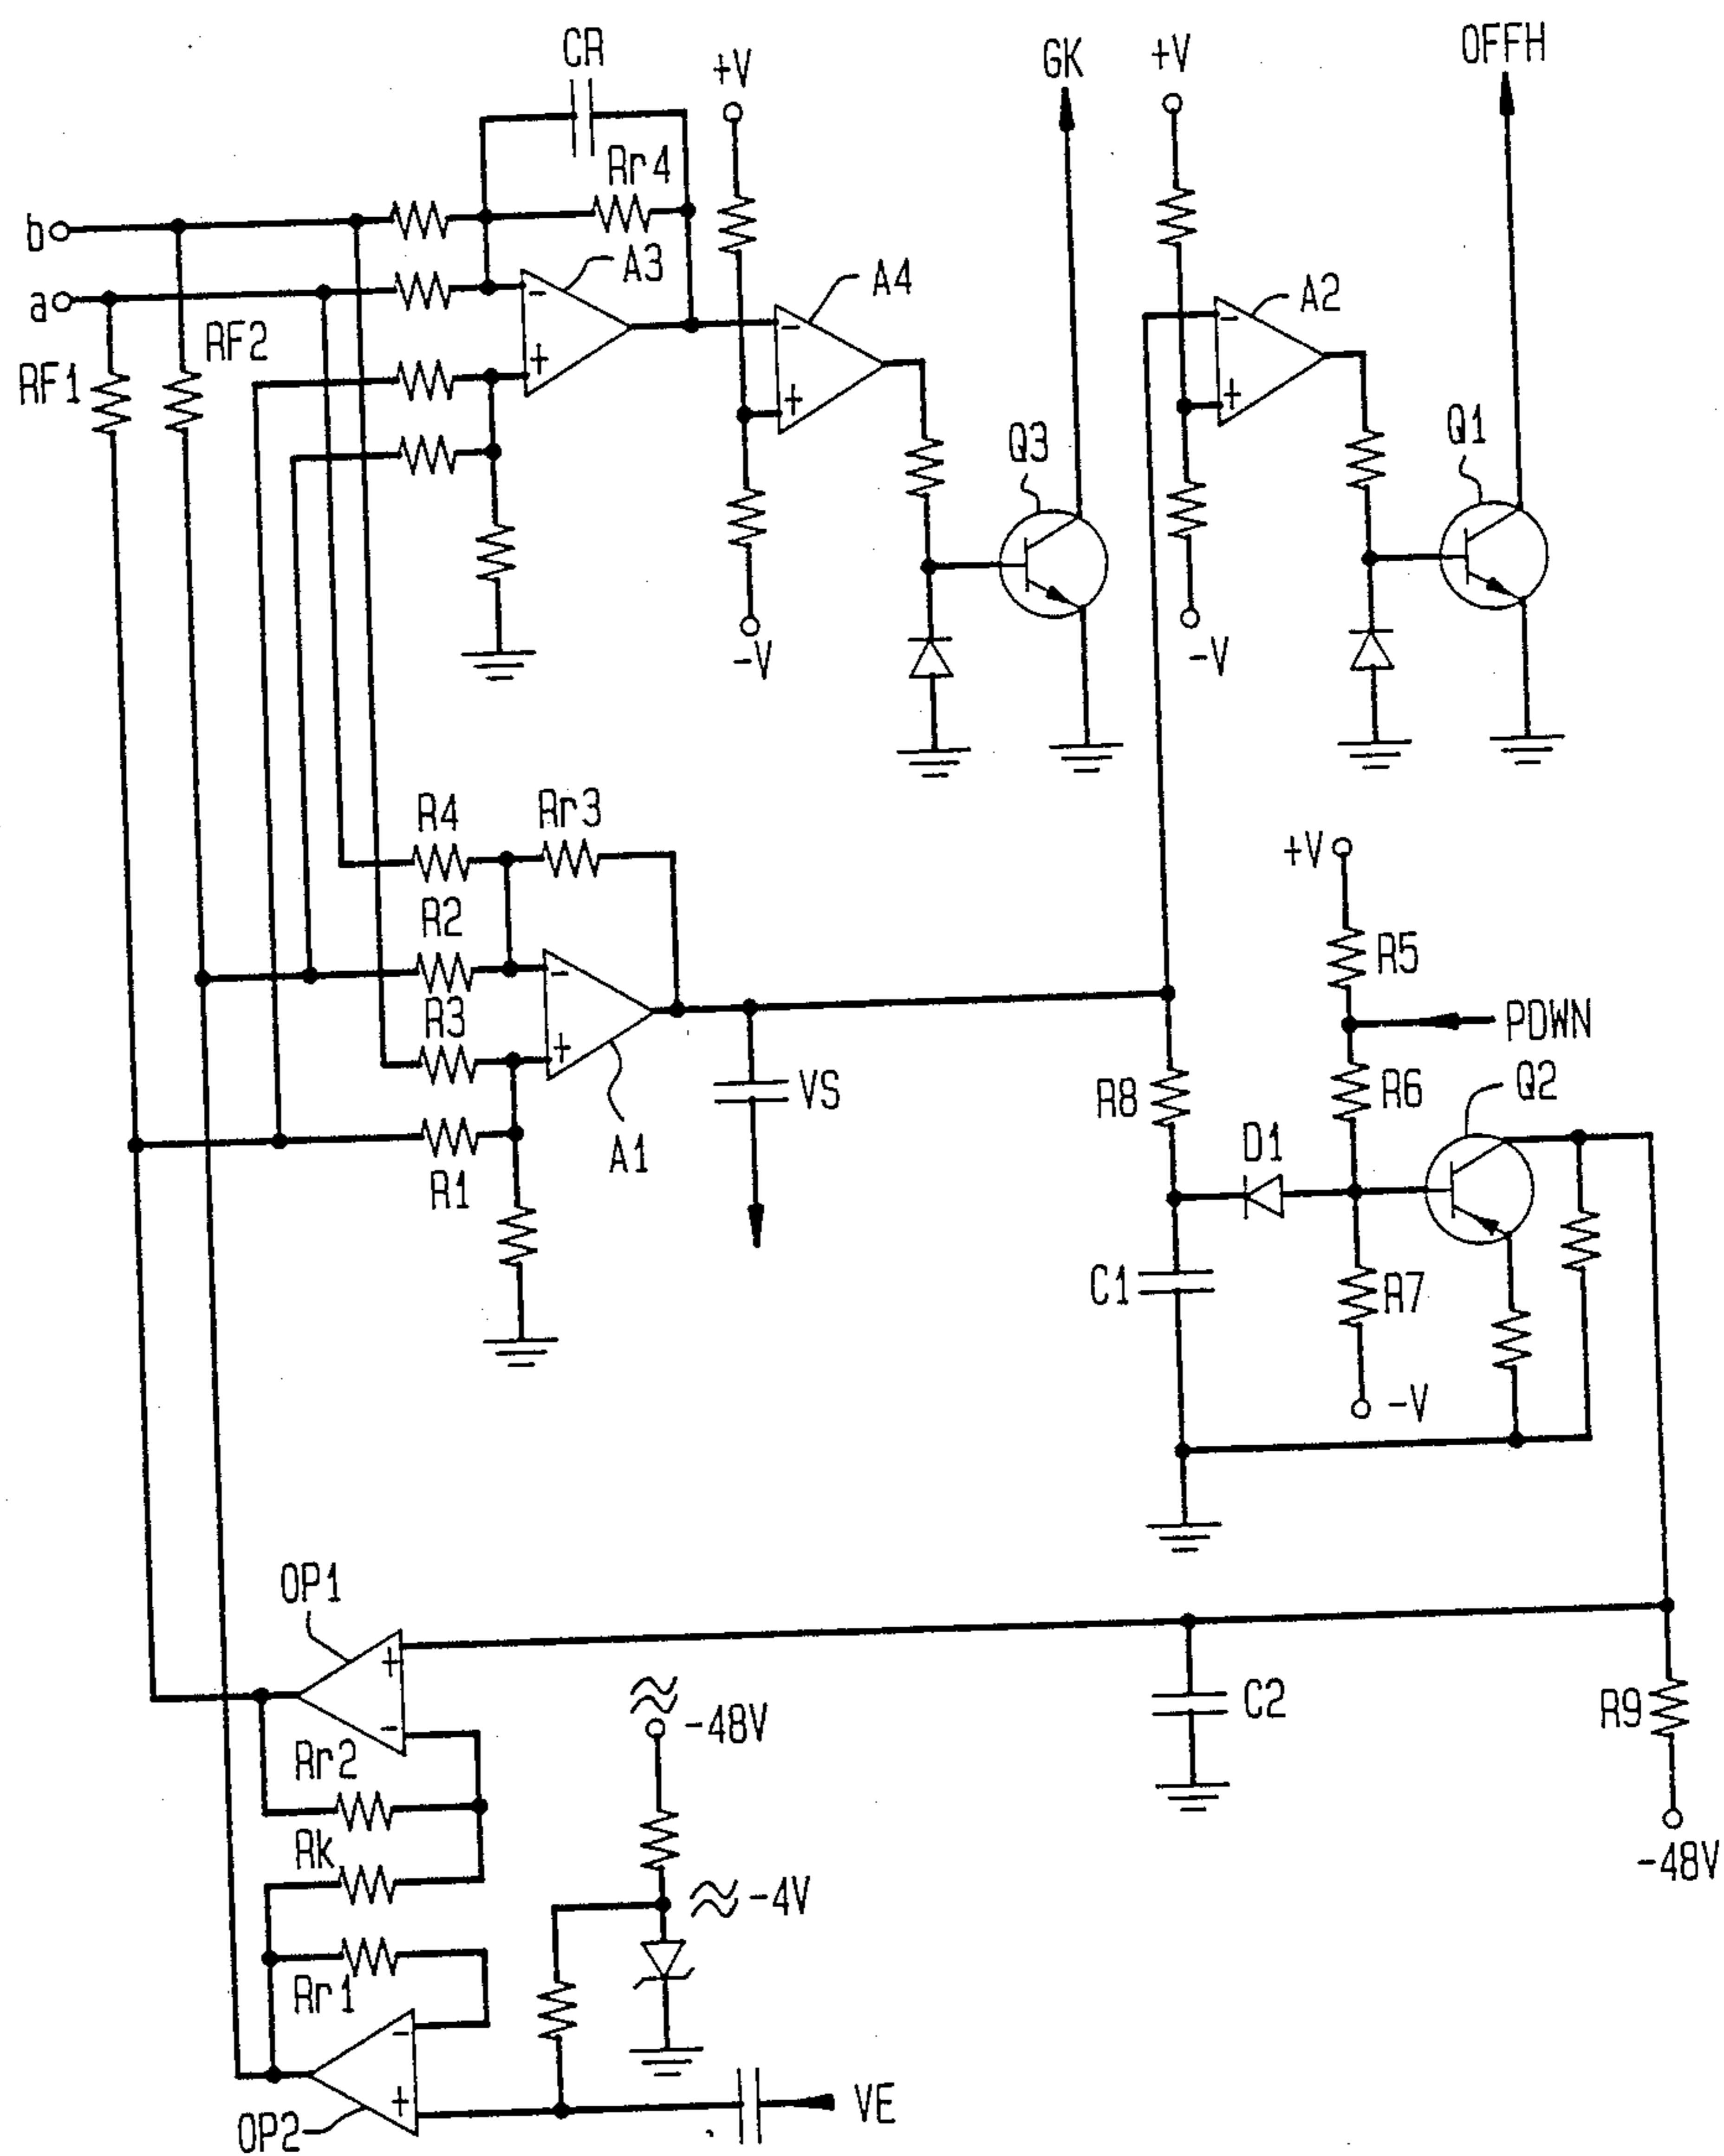 CR
+V
GK
+V
OFFH
Rr4
b
A3
a
A4
A2
RF2
RF1
-
+
-
+
-
+
Q3
Q1
-V
-V
R4
Rr3
+V
R2
R5
-
R3
PDWN
+
VS
R8
R6
Q2
D1
A1
R1
C1
R7
-V
OP1
+
≈ -48V
C2
R9
-
Rr2
Rk
-48V
≈ -4V
Rr1
-
+
VE
OP2